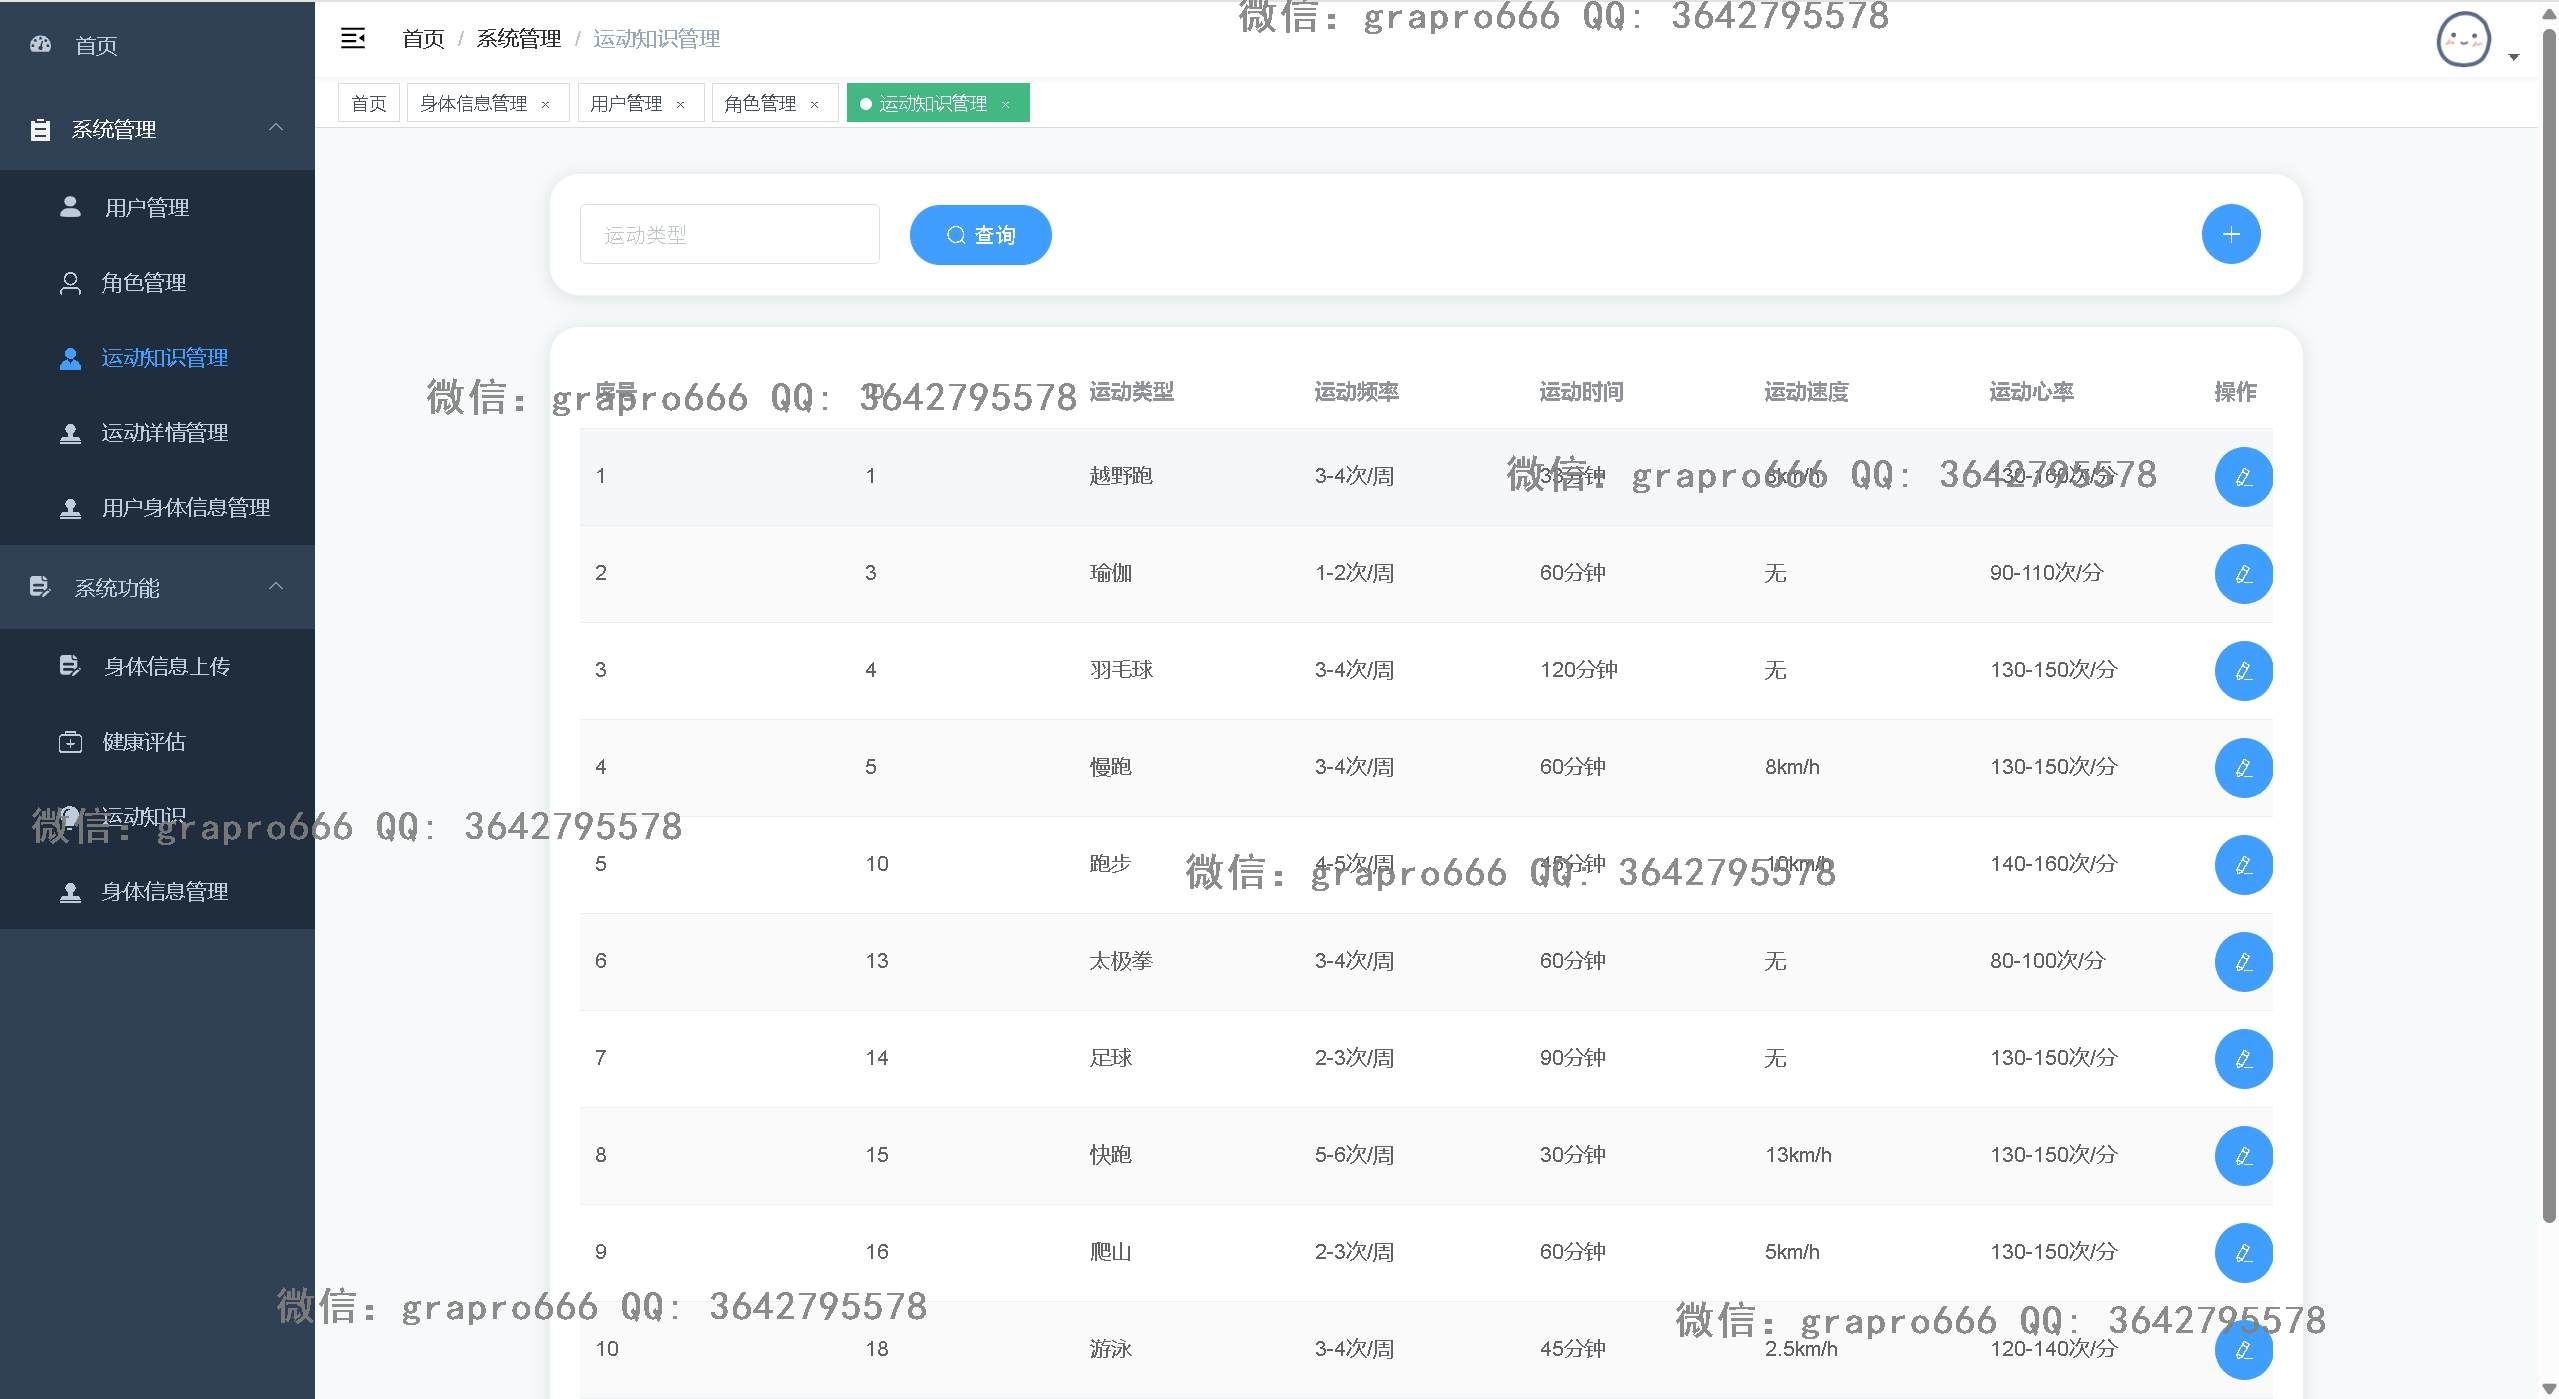 微信: grapro666 QQ: 3642795578
首页 / 系统管理 / 运动知识管理
首页
系统管理
用户管理
角色管理
运动知识管理
运动详情管理
用户身体信息管理
系统功能
身体信息上传
健康评估
运动知识
身体信息管理
首页 身体信息管理 × 用户管理 × 角色管理 × 运动知识管理 ×
运动类型 查询
微信: grapro666 QQ: 3642795578
序号 ID 运动类型 运动频率 运动时间 运动速度 运动心率 操作
微信: grapro666 QQ: 3642795578
1 1 越野跑 3-4次/周 33分钟 8km/h 130-160次/分
2 3 瑜伽 1-2次/周 60分钟 无 90-110次/分
3 4 羽毛球 3-4次/周 120分钟 无 130-150次/分
4 5 慢跑 3-4次/周 60分钟 8km/h 130-150次/分
微信: grapro666 QQ: 3642795578
5 10 跑步 4-5次/周 45分钟 10km/h 140-160次/分
微信: grapro666 QQ: 3642795578
6 13 太极拳 3-4次/周 60分钟 无 80-100次/分
7 14 足球 2-3次/周 90分钟 无 130-150次/分
8 15 快跑 5-6次/周 30分钟 13km/h 130-150次/分
9 16 爬山 2-3次/周 60分钟 5km/h 130-150次/分
微信: grapro666 QQ: 3642795578
微信: grapro666 QQ: 3642795578
10 18 游泳 3-4次/周 45分钟 2.5km/h 120-140次/分